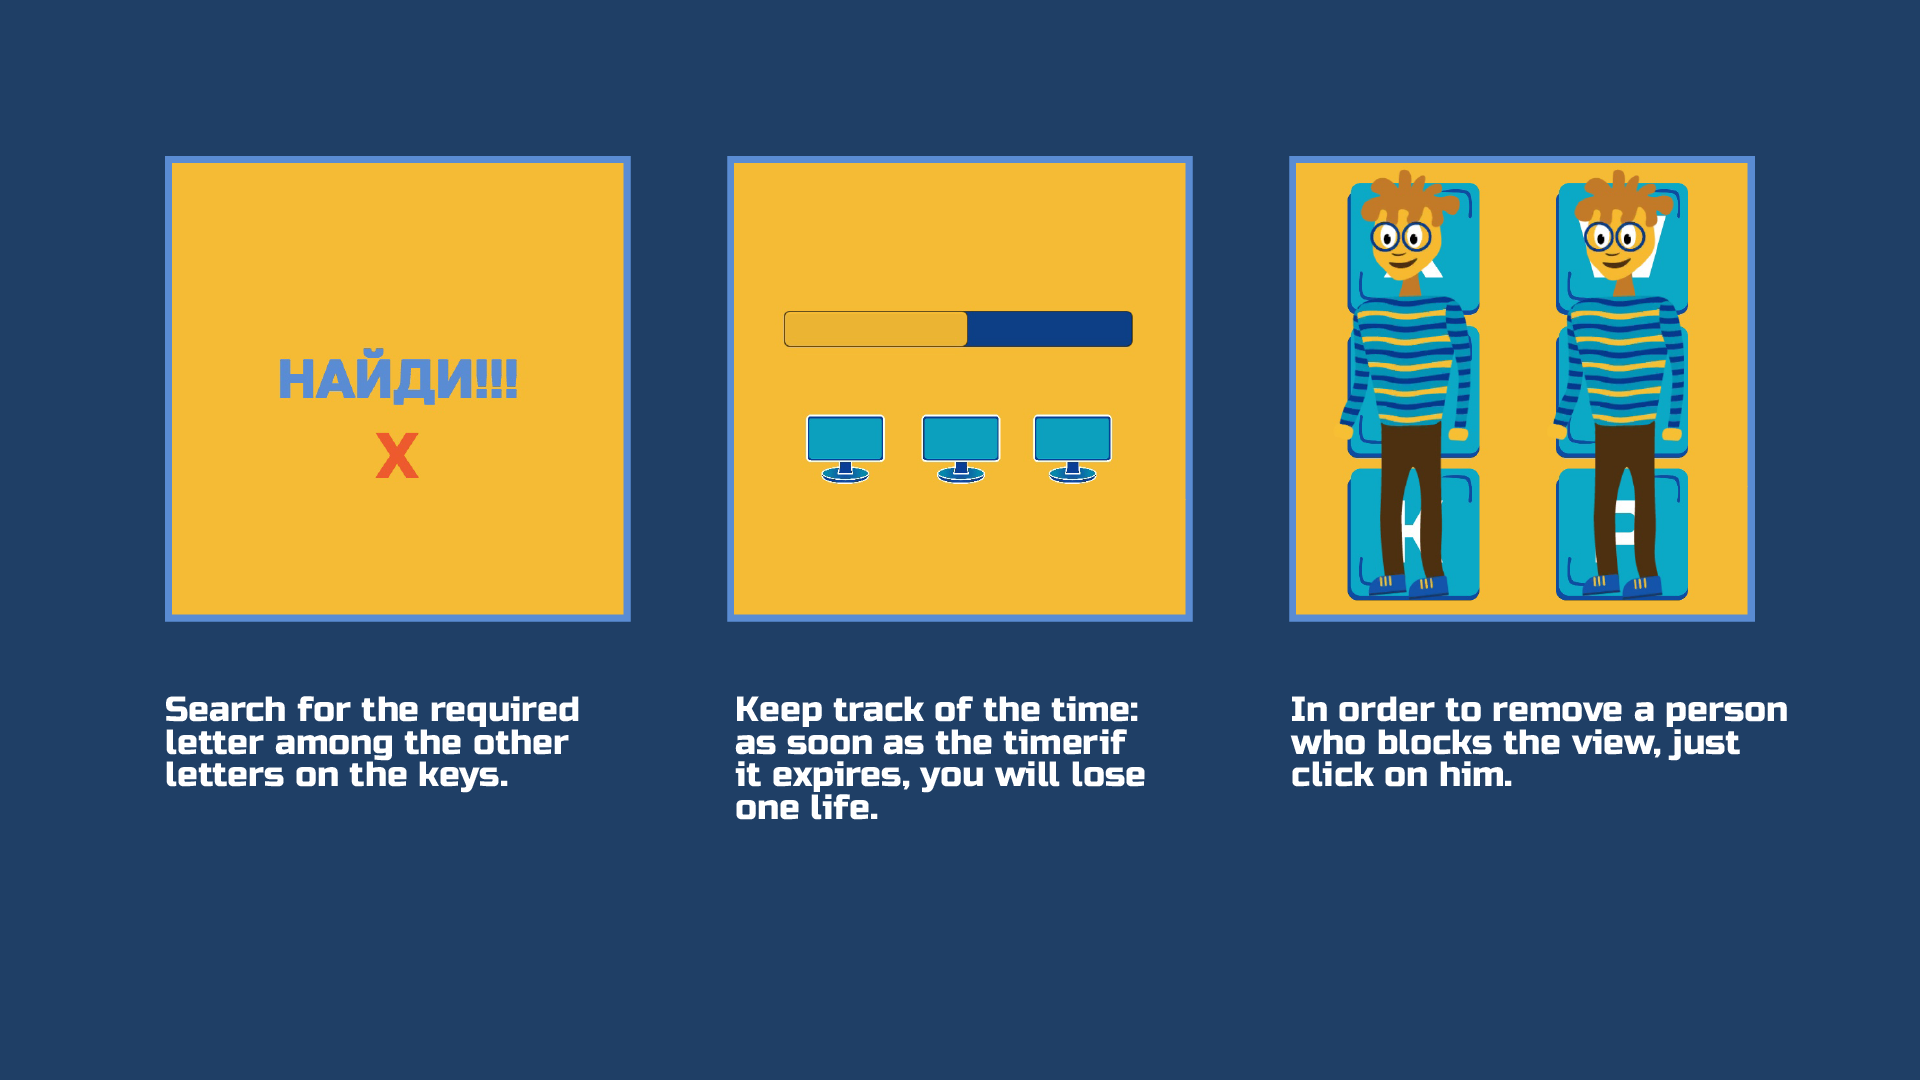 НАЙДИ!!!
X
Search for the required
letter among the other
letters on the keys.
Keep track of the time:
as soon as the timerif
it expires, you will lose
one life.
K
In order to remove a person
who blocks the view, just
click on him.